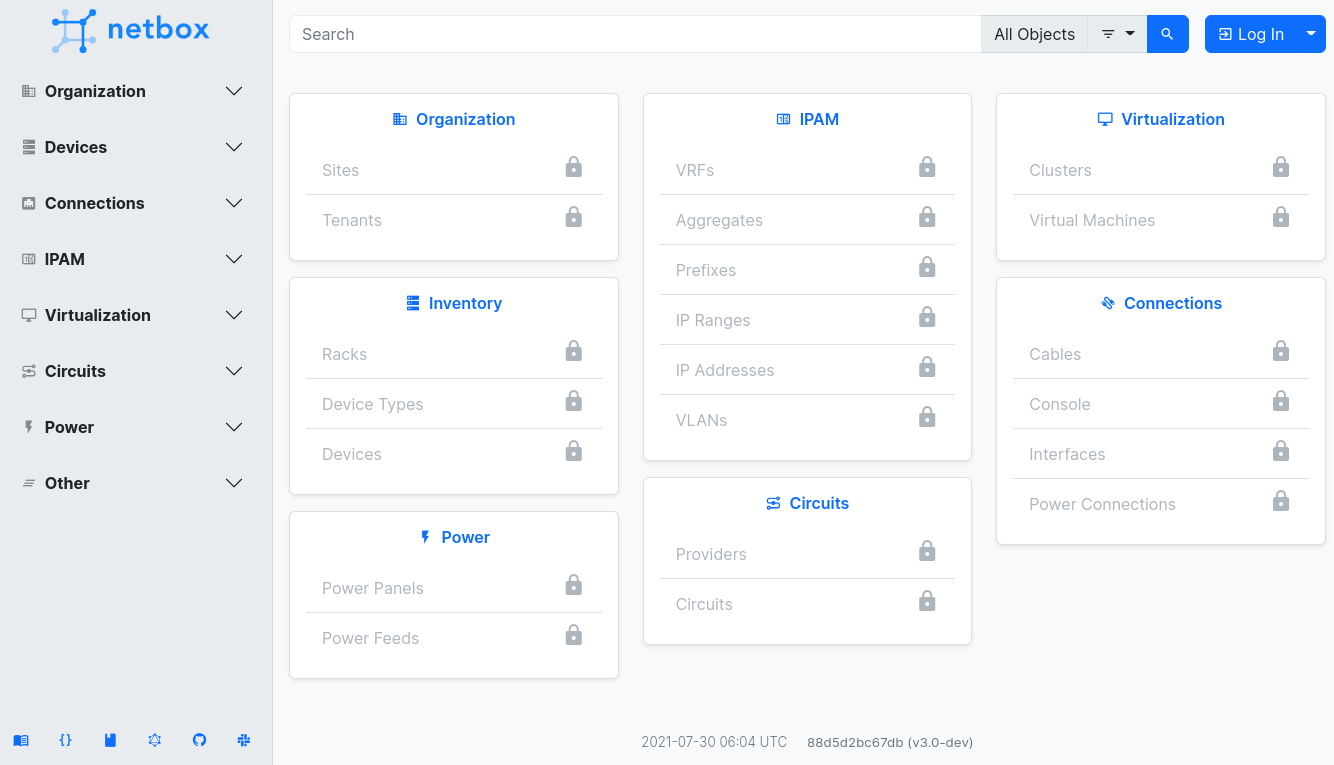 netbox
Organization
Devices
Connections
IPAM
Virtualization
Circuits
Power
Other
Search
All Objects
Log In
Organization
Sites
Tenants
Inventory
Racks
Device Types
Devices
Power
Power Panels
Power Feeds
IPAM
VRFs
Aggregates
Prefixes
IP Ranges
IP Addresses
VLANs
Circuits
Providers
Circuits
Virtualization
Clusters
Virtual Machines
Connections
Cables
Console
Interfaces
Power Connections
{}
2021-07-30 06:04 UTC 88d5d2bc67db (v3.0-dev)